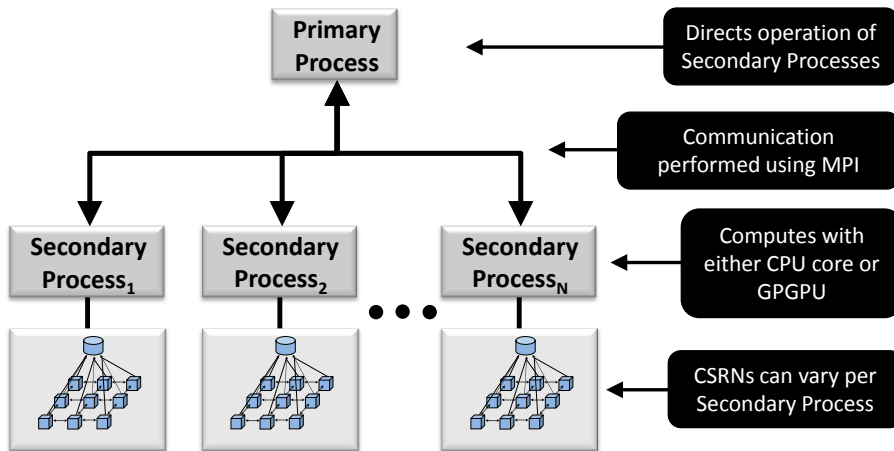 Primary
Process
Directs operation of
Secondary Processes
Communication
performed using MPI
Secondary
Process1
Secondary
Process2
Secondary
ProcessN
Computes with
either CPU core or
GPGPU
CSRNs can vary per
Secondary Process